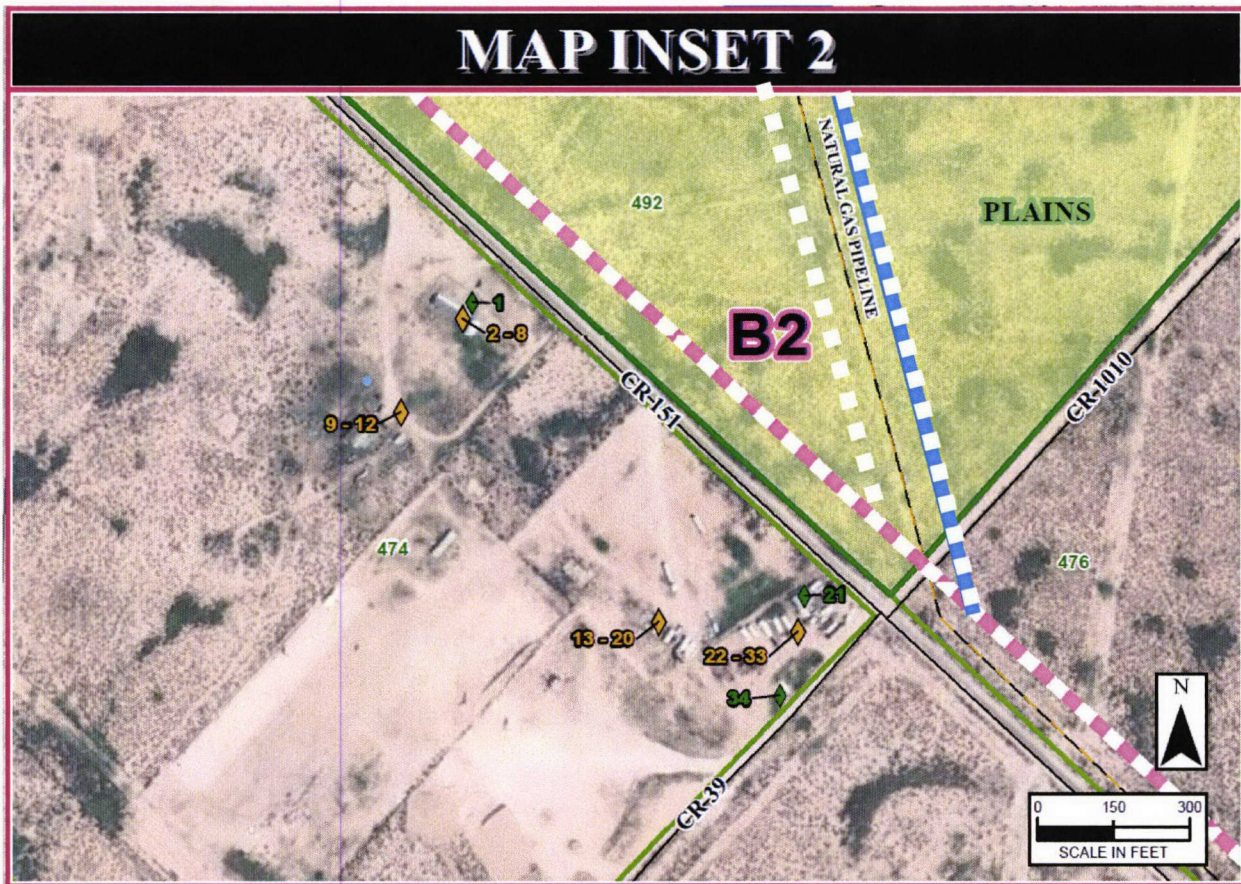 MAP INSET 2
492
NATURAL GAS PIPELINE
PLAINS
1
2 - 8
B2
CR-151
CR-1010
9 - 12
474
476
21
13 - 20
22 - 33
34
N
CR-39
0 150 300
SCALE IN FEET